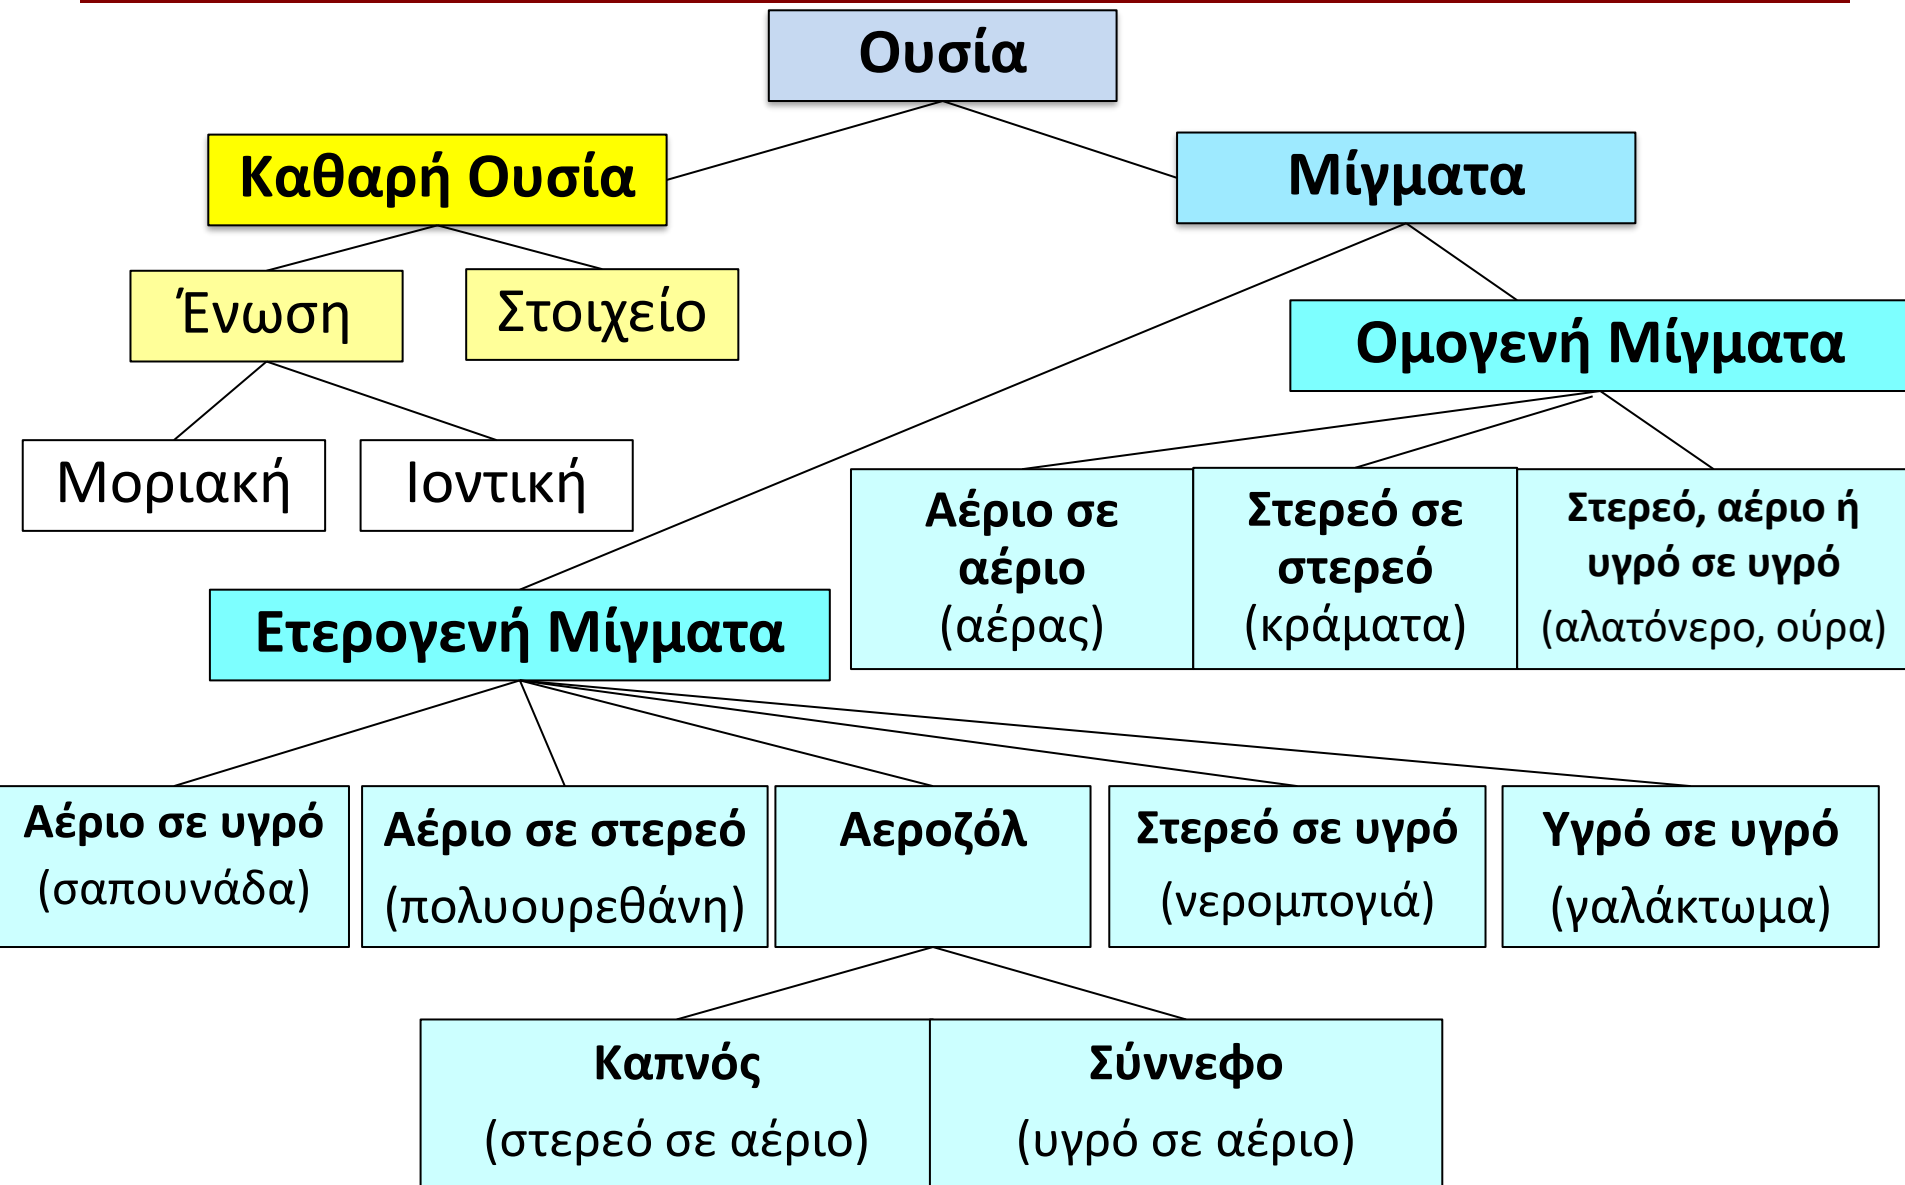 Ουσία
Καθαρή Ουσία
Μίγματα
Ένωση
Στοιχείο
Ομογενή Μίγματα
Μοριακή
Ιοντική
Αέριο σε
αέριο
(αέρας)
Στερεό σε
στερεό
(κράματα)
Στερεό, αέριο ή
υγρό σε υγρό
(αλατόνερο, ούρα)
Ετερογενή Μίγματα
Αέριο σε υγρό
(σαπουνάδα)
Αέριο σε στερεό
(πολυουρεθάνη)
Αεροζόλ
Στερεό σε υγρό
(νερομπογιά)
Υγρό σε υγρό
(γαλάκτωμα)
Καπνός
(στερεό σε αέριο)
Σύννεφο
(υγρό σε αέριο)